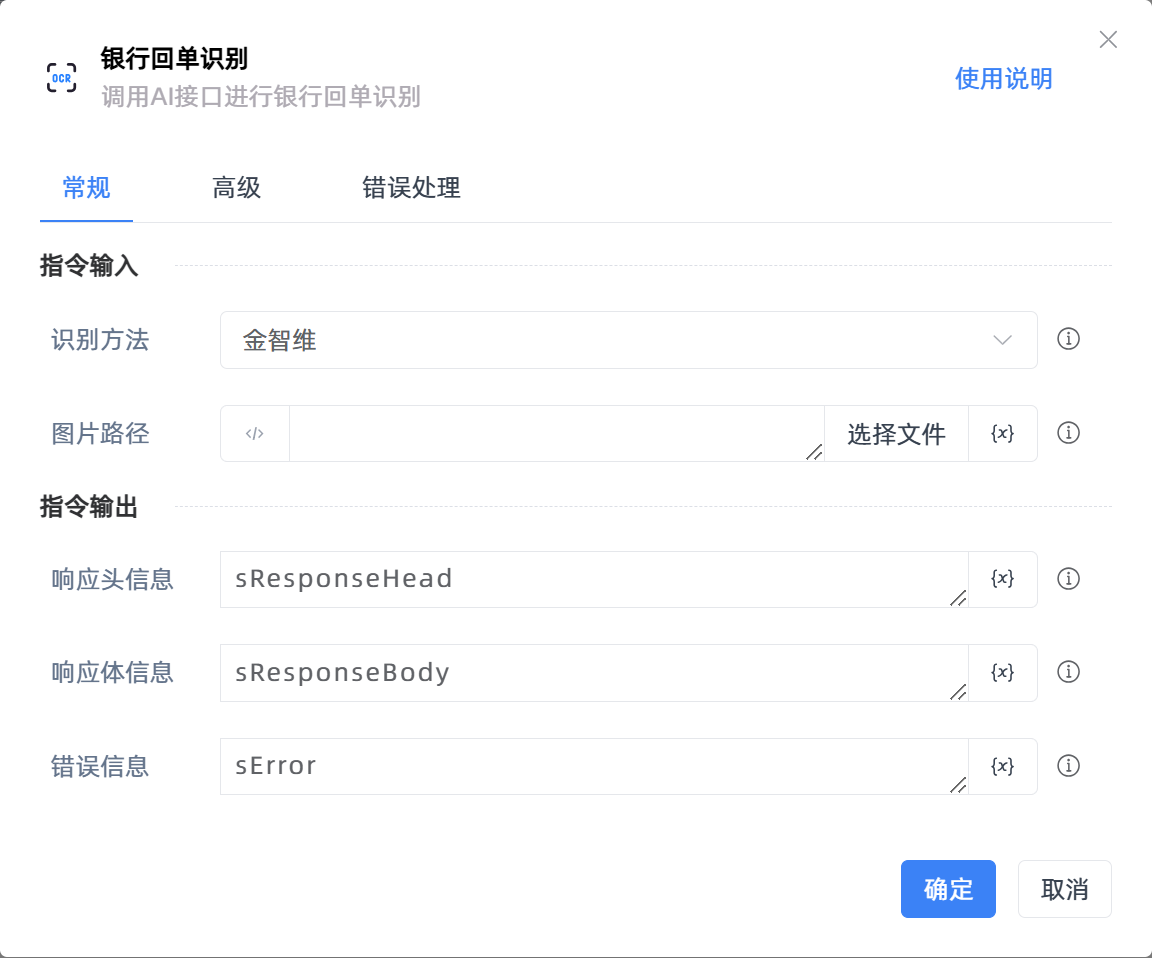 OCR
银行回单识别
调用AI接口进行银行回单识别
使用说明
常规 高级 错误处理
指令输入
识别方法 金智维
图片路径 </> 选择文件 {x}
指令输出
响应头信息 sResponseHead {x}
响应体信息 sResponseBody {x}
错误信息 sError {x}
确定 取消